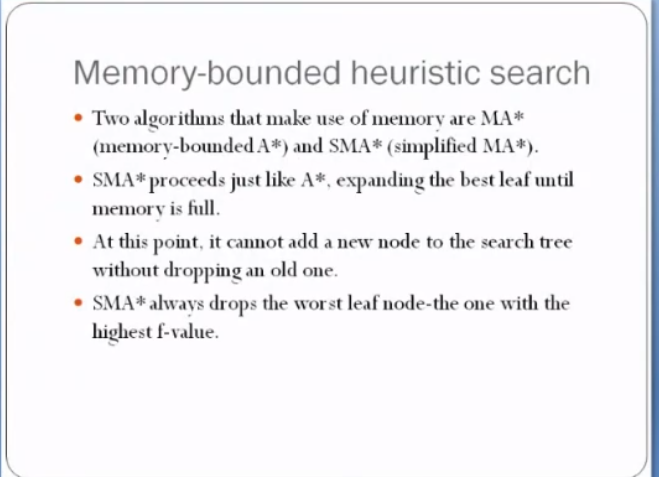 Memory-bounded heuristic search
• Two algorithms that make use of memory are MA*
(memory-bounded A*) and SMA* (simplified MA*).
• SMA* proceeds just like A*, expanding the best leaf until
memory is full.
• At this point, it cannot add a new node to the search tree
without dropping an old one.
• SMA* always drops the worst leaf node-the one with the
highest f-value.